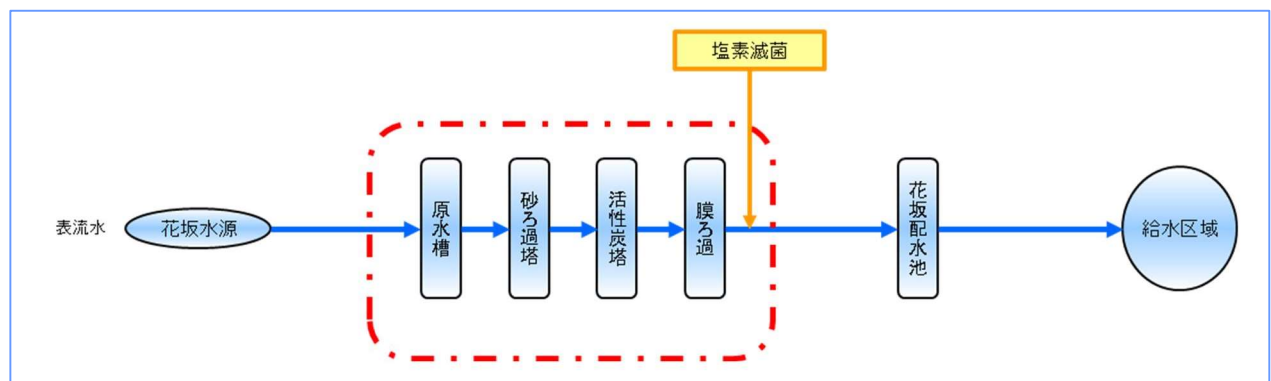 塩素滅菌
表流水
花坂水源
原水槽
砂ろ過塔
活性炭塔
膜ろ過
花坂配水池
給水区域